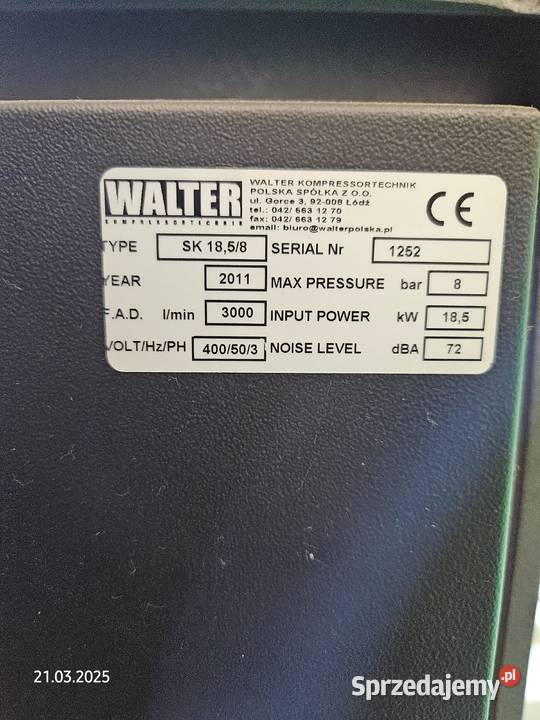 WALTER
KOMPRESSORTECHNIK
WALTER KOMPRESSORTECHNIK
POLSKA SPÓŁKA Z O.O.
ul. Gorce 3, 92-008 Łódź
tel.: 042/ 663 12 70
fax: 042/ 663 12 79
email: biuro@walterpolska.pl
CE
TYPE SK 18,5/8 SERIAL Nr 1252
YEAR 2011 MAX PRESSURE bar 8
F.A.D. l/min 3000 INPUT POWER kW 18,5
VOLT/Hz/PH 400/50/3 NOISE LEVEL dBA 72
21.03.2025
Sprzedajemy.pl